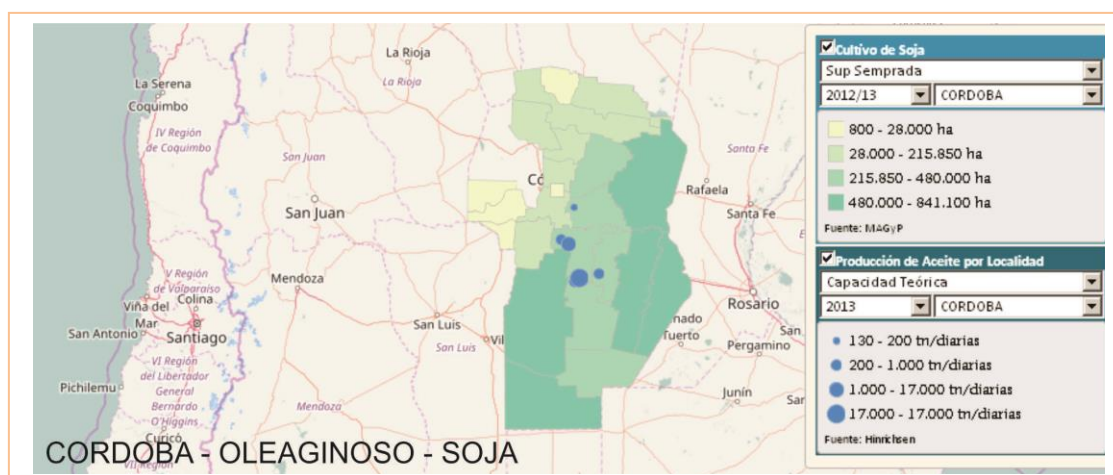 La Rioja
La Rioja
La Serena
Coquimbo
IV Región
de Coquimbo
San Juan
San Juan
Santa Fe
Có
Rafaela
Santa Fe
Mendoza
V Región
de Valparaíso
Colina
Viña del
Mar
San Antonio
Santiago
San Luis
San Luis
Vil
Rosario
nado
Tuerto
San
Pergamino
VI Región
del Libertador
General
Bernardo
O'Higgins
Pichilemu
Mendoza
Junín
Sar
Curicó
VII Región
CORDOBA - OLEAGINOSO - SOJA
Cultivo de Soja
Sup Semprada
2012/13 CORDOBA
800 - 28.000 ha
28.000 - 215.850 ha
215.850 - 480.000 ha
480.000 - 841.100 ha
Fuente: MAGyP
Producción de Aceite por Localidad
Capacidad Teórica
2013 CORDOBA
130 - 200 tn/diarias
200 - 1.000 tn/diarias
1.000 - 17.000 tn/diarias
17.000 - 17.000 tn/diarias
Fuente: Hinrichsen